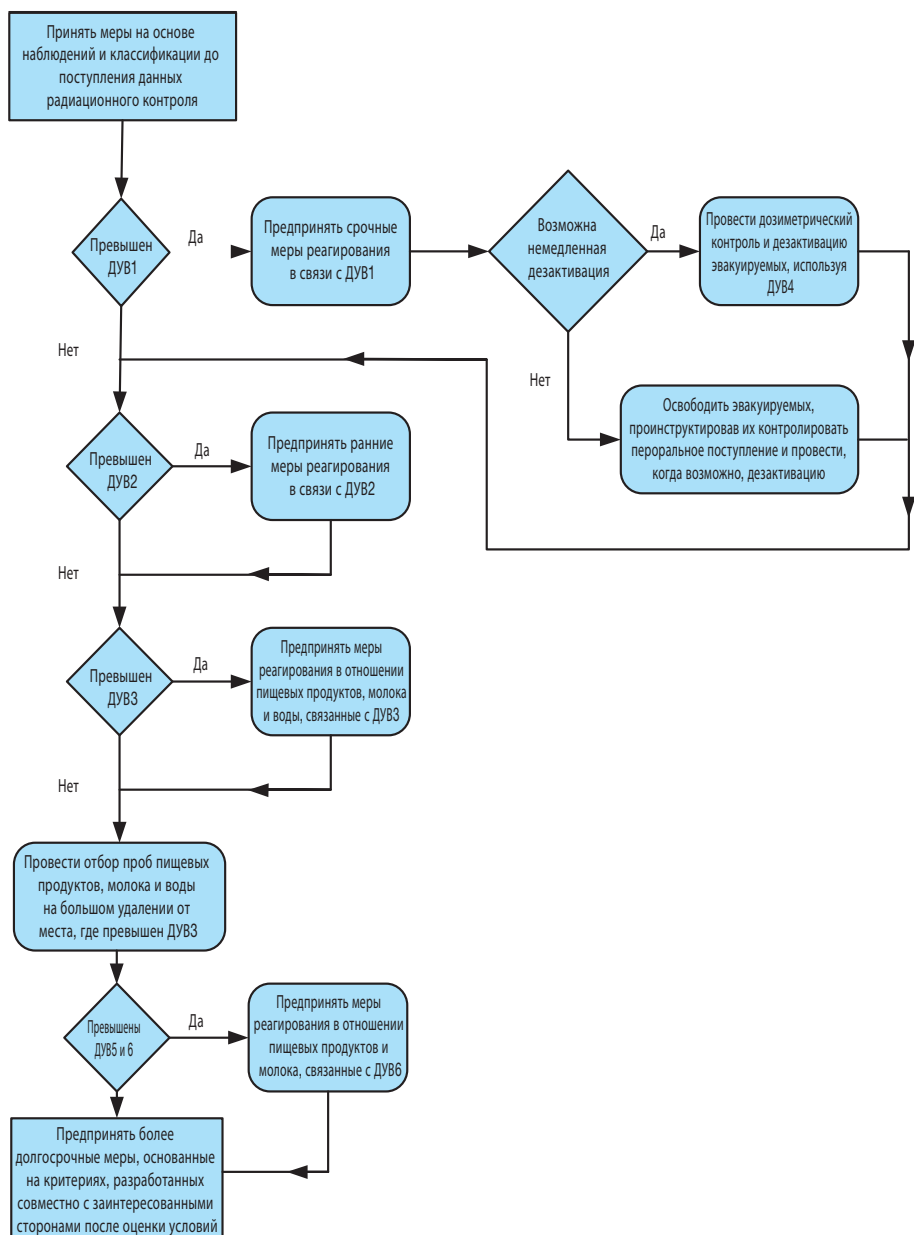 Принять меры на основе
наблюдений и классификации до
поступления данных
радиационного контроля
Превышен
ДУВ1
Да
Предпринять срочные
меры реагирования
в связи с ДУВ1
Возможна
немедленная
дезактивация
Да
Провести дозиметрический
контроль и дезактивацию
эвакуируемых, используя
ДУВ4
Нет
Нет
Освободить эвакуируемых,
проинструктировав их контролировать
пероральное поступление и провести,
когда возможно, дезактивацию
Превышен
ДУВ2
Да
Предпринять ранние
меры реагирования
в связи с ДУВ2
Нет
Превышен
ДУВ3
Да
Предпринять меры
реагирования в отношении
пищевых продуктов, молока
и воды, связанные с ДУВ3
Нет
Провести отбор проб пищевых
продуктов, молока и воды
на большом удалении от
места, где превышен ДУВ3
Превышены
ДУВ5 и 6
Да
Предпринять меры
реагирования в отношении
пищевых продуктов и
молока, связанные с ДУВ6
Предпринять более
долгосрочные меры, основанные
на критериях, разработанных
совместно с заинтересованными
сторонами после оценки условий